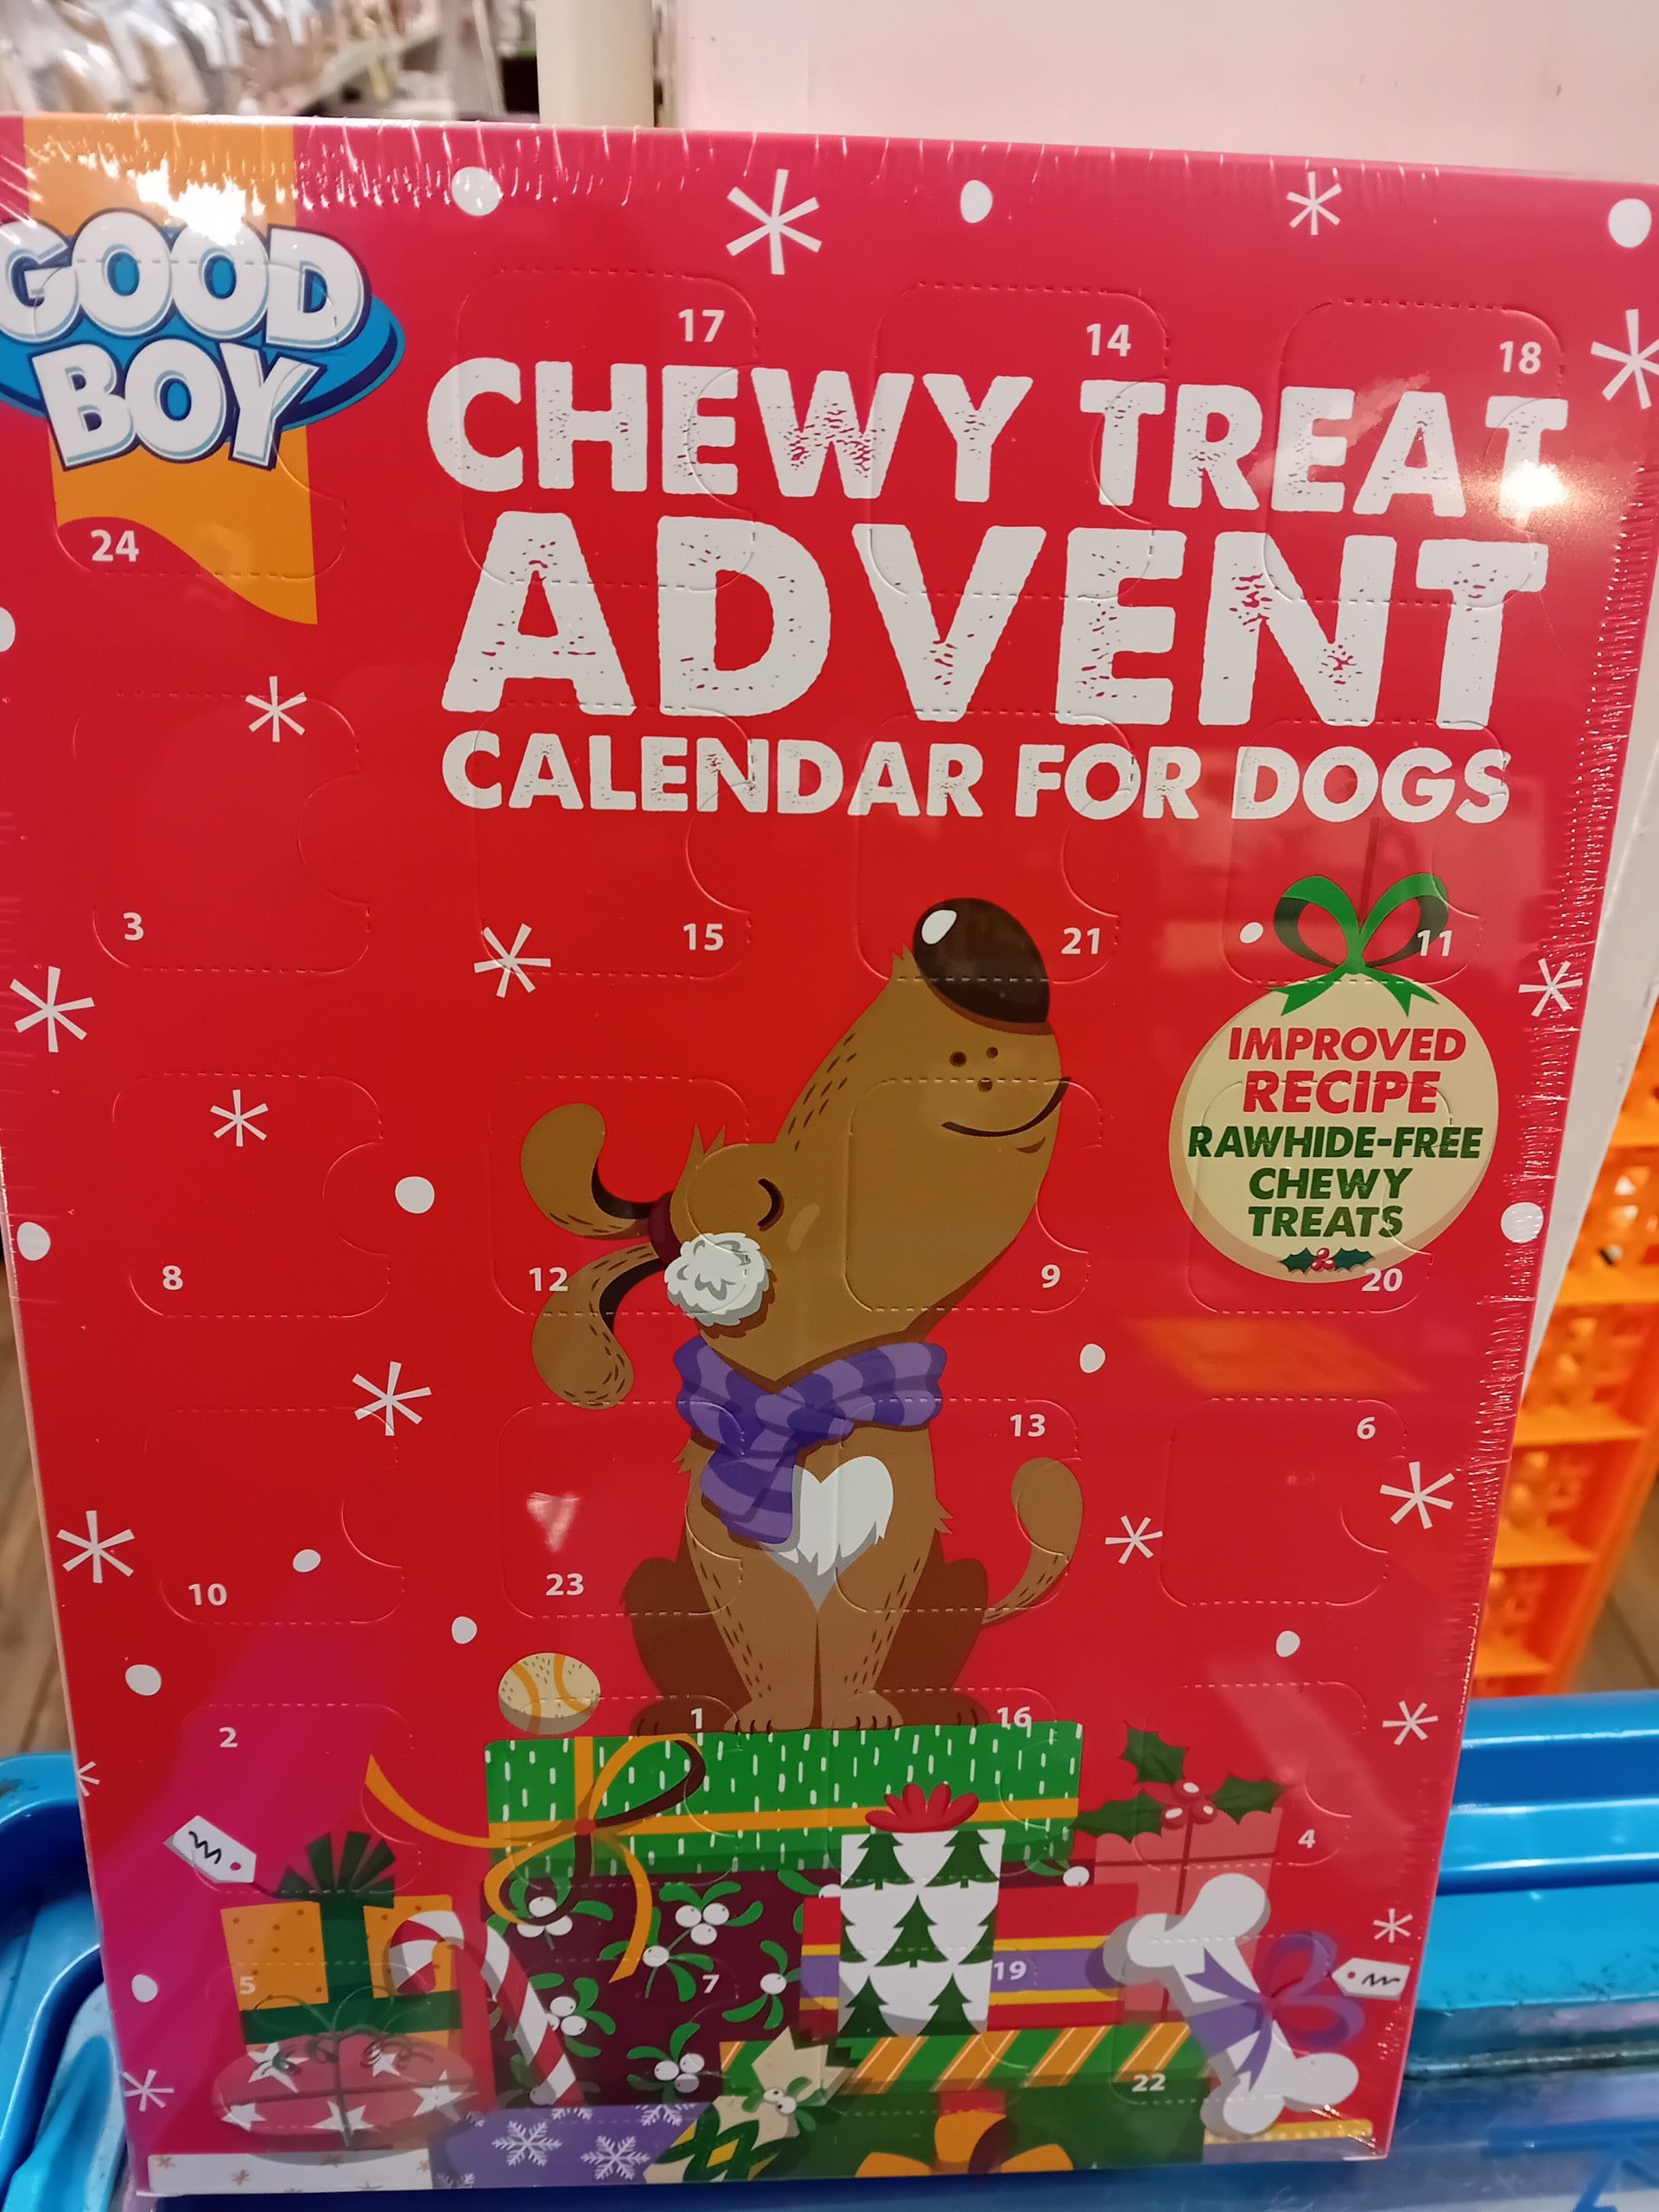 GOOD
BOY
17
14
18
CHEWY TREAT
24
ADVENT
CALENDAR FOR DOGS
3
15
21
11
IMPROVED
RECIPE
RAWHIDE-FREE
CHEWY
TREATS
8
12
9
20
13
6
10
23
2
1
16
4
5
7
19
22